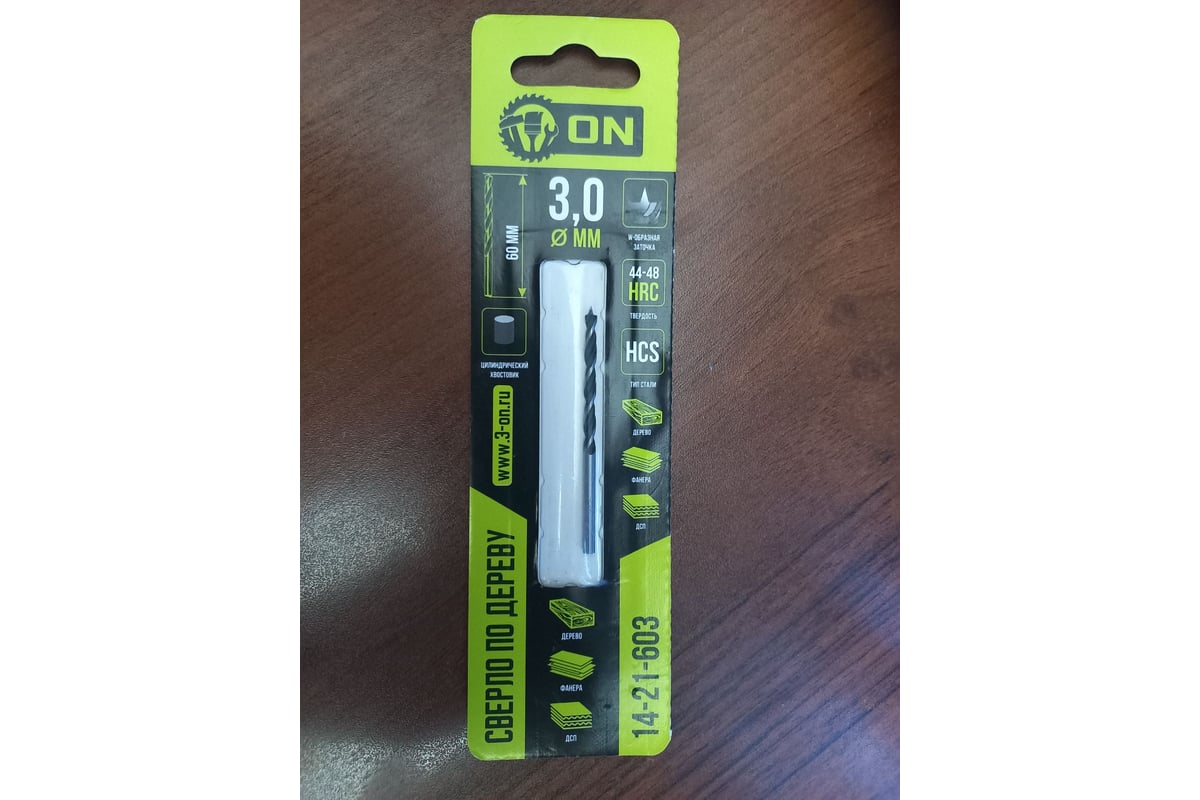 ON
3,0
Ø ММ
60 ММ
W-ОБРАЗНАЯ
ЗАТОЧКА
44-48
HRC
ТВЕРДОСТЬ
HCS
ТИП СТАЛИ
ЦИЛИНДРИЧЕСКИЙ
ХВОСТОВИК
www.3-on.ru
ДЕРЕВО
ФАНЕРА
ДСП
СВЕРЛО ПО ДЕРЕВУ
ДЕРЕВО
ФАНЕРА
ДСП
14-21-603